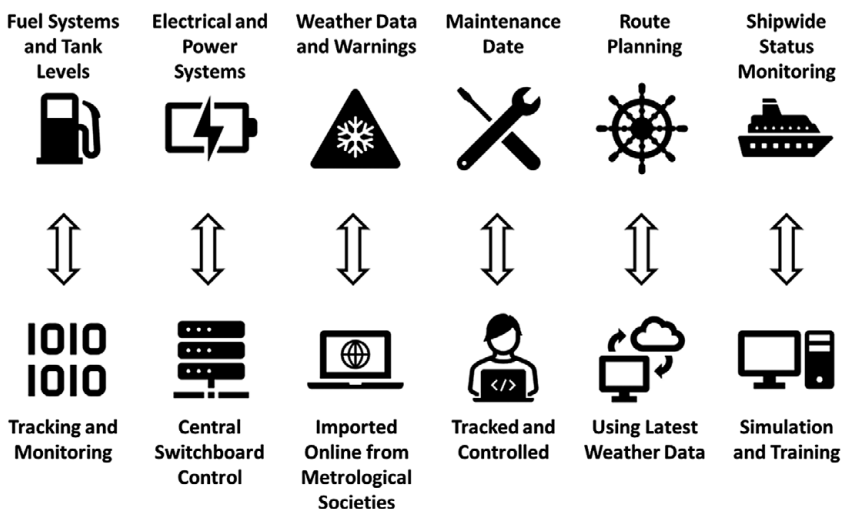 Fuel Systems
and Tank
Levels
Electrical and
Power
Systems
Weather Data
and Warnings
Maintenance
Date
Route
Planning
Shipwide
Status
Monitoring
1010
1010
</>
Tracking and
Monitoring
Central
Switchboard
Control
Imported
Online from
Metrological
Societies
Tracked and
Controlled
Using Latest
Weather Data
Simulation
and Training